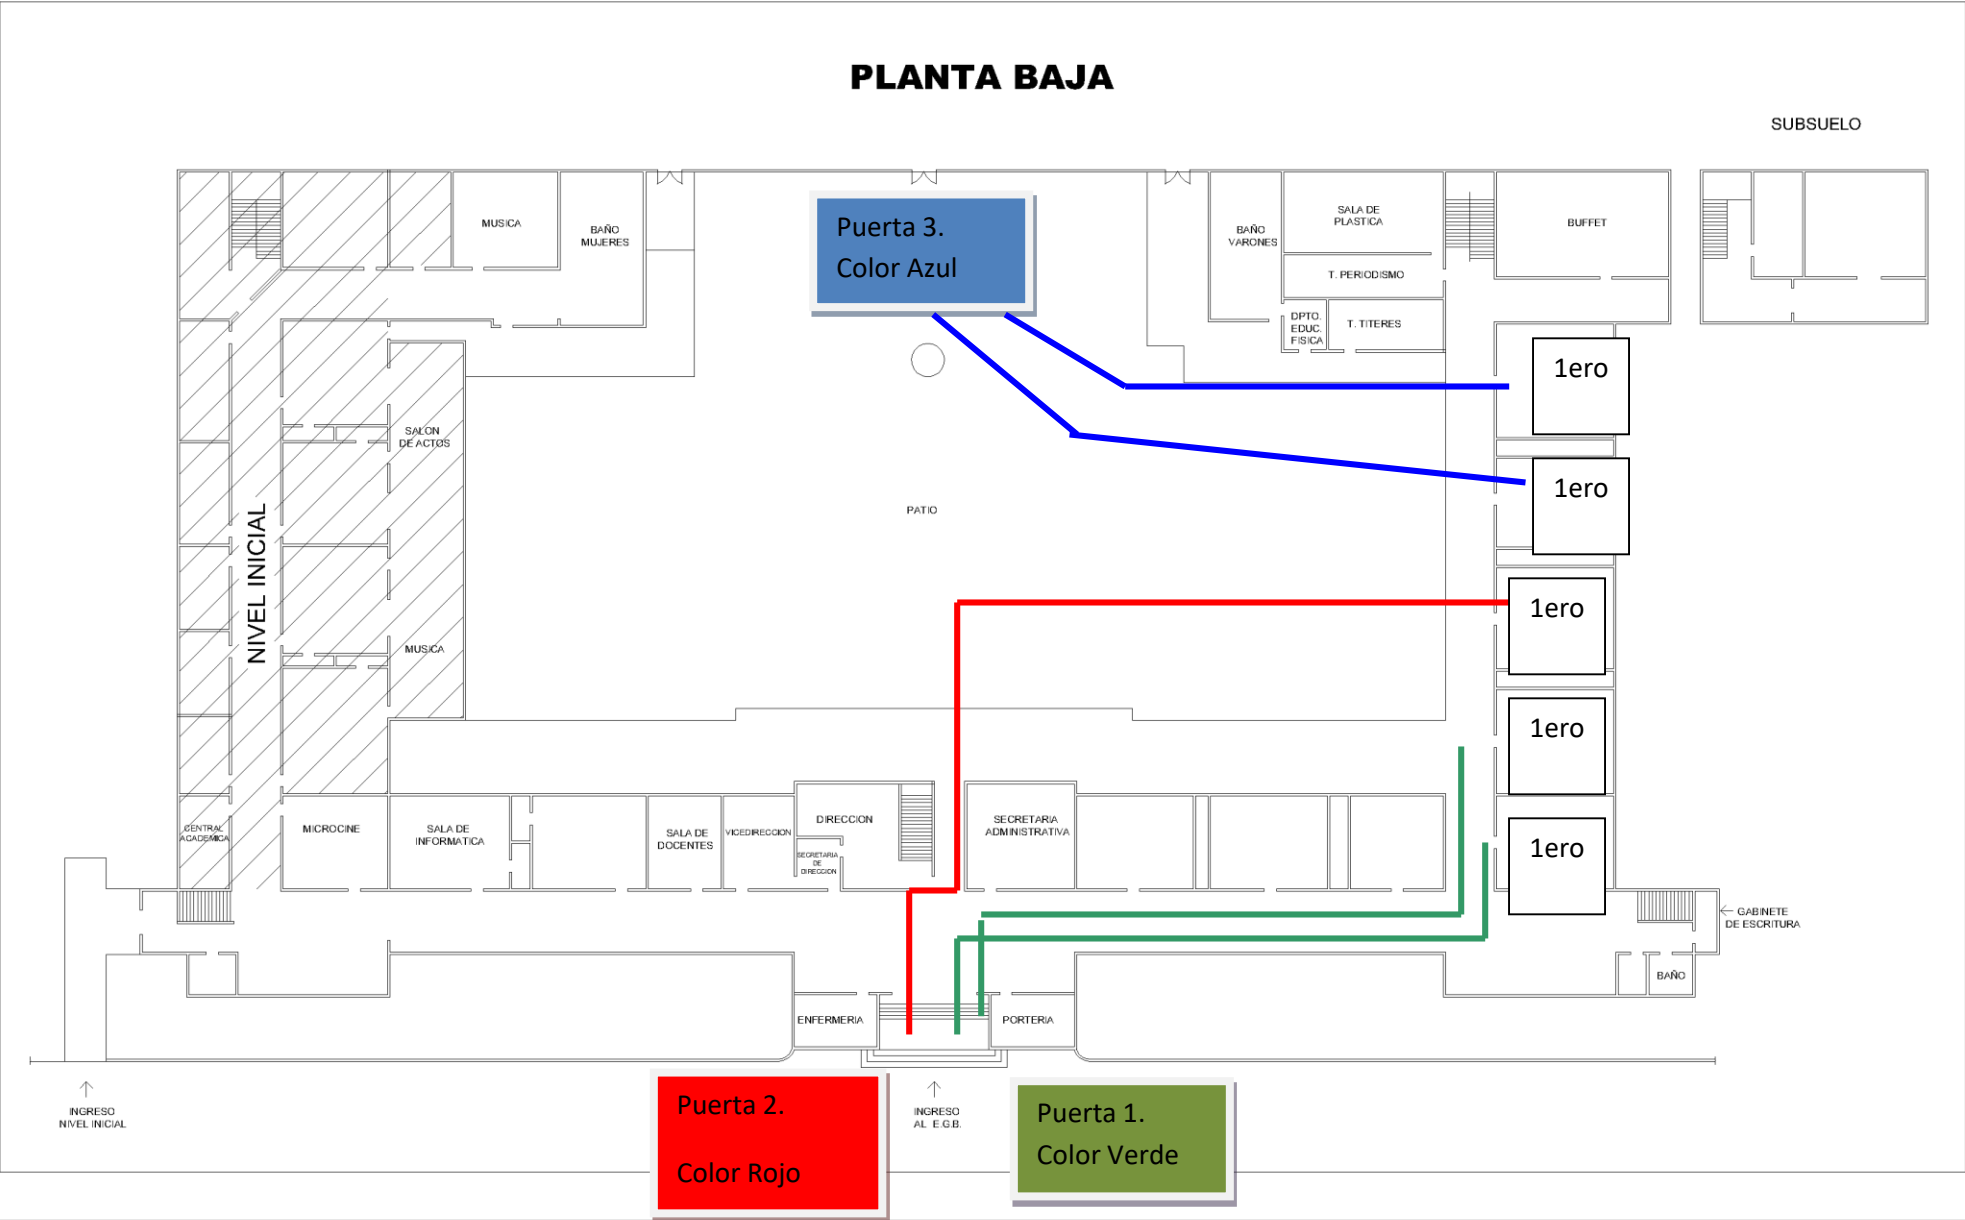 PLANTA BAJA
SUBSUELO
MUSICA
BAÑO
MUJERES
Puerta 3.
Color Azul
BAÑO
VARONES
SALA DE
PLASTICA
BUFFET
T. PERIODISMO
DPTO.
EDUC.
FISICA
T. TITERES
1ero
SALON
DE ACTOS
1ero
PATIO
NIVEL INICIAL
1ero
MUSICA
1ero
CENTRAL
ACADEMICA
MICROCINE
SALA DE
INFORMATICA
SALA DE
DOCENTES
VICEDIRECCION
DIRECCION
SECRETARIA
DE
DIRECCION
SECRETARIA
ADMINISTRATIVA
1ero
GABINETE
DE ESCRITURA
BAÑO
ENFERMERIA
PORTERIA
INGRESO
NIVEL INICIAL
Puerta 2.
Color Rojo
INGRESO
AL E.G.B.
Puerta 1.
Color Verde